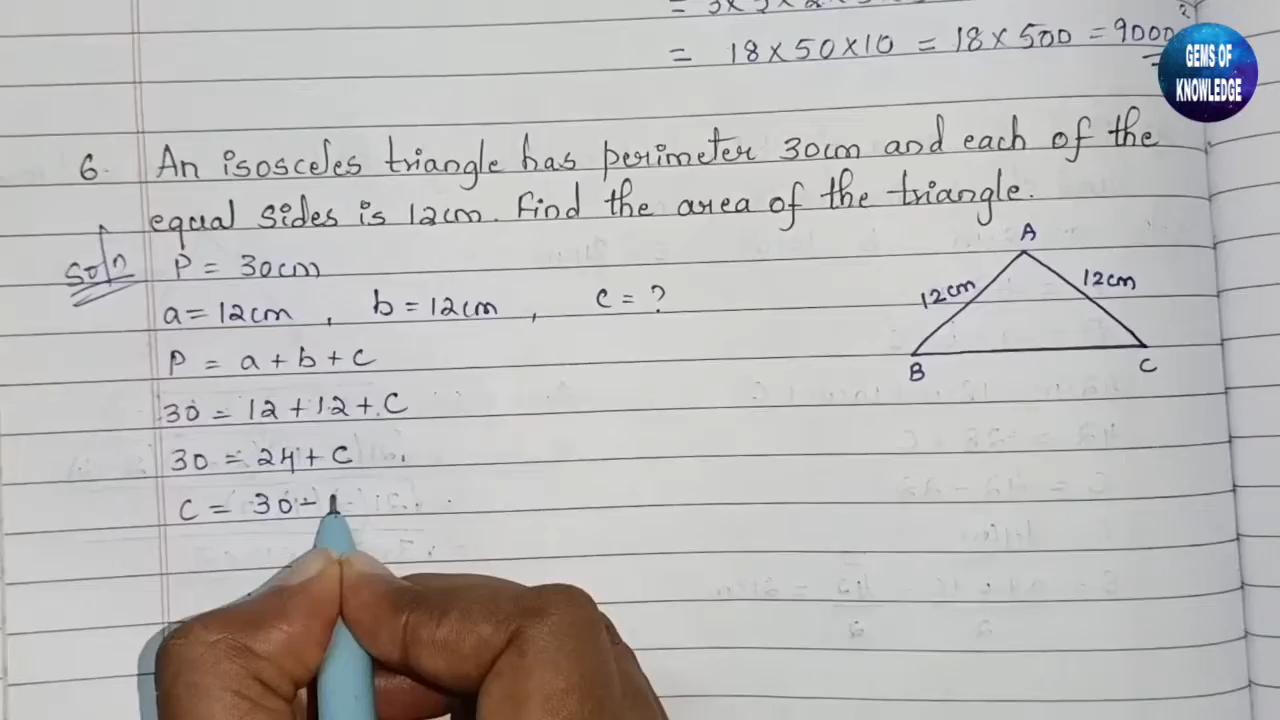 = 18 × 50 × 10 = 18 × 500 = 9000
GEMS OF
KNOWLEDGE
6. An isosceles triangle has perimeter 30cm and each of the
equal sides is 12cm. Find the area of the triangle.
Soln P = 30cm
a = 12cm , b = 12cm , c = ?
P = a + b + c
30 = 12 + 12 + C
30 = 24 + C
C = 30 -
A
12cm 12cm
B C